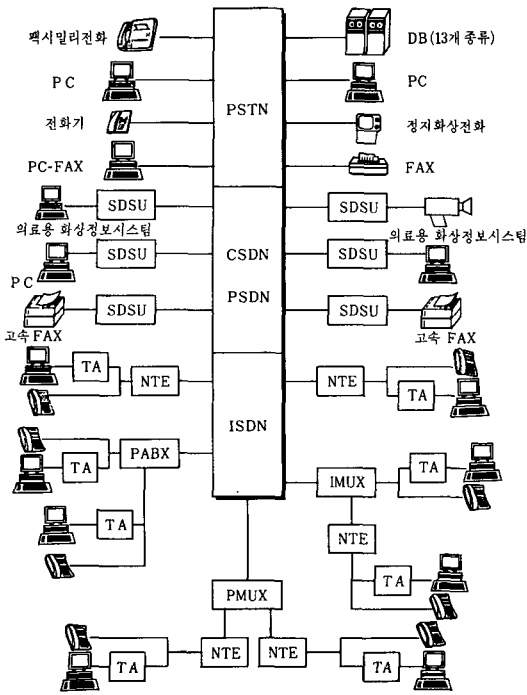 팩시밀리전화
DB(13개 종류)
PC
PC
PSTN
전화기
정지화상전화
PC-FAX
FAX
SDSU
SDSU
의료용 화상정보시스팀
의료용 화상정보시스팀
SDSU
CSDN
SDSU
PC
PSDN
SDSU
SDSU
고속 FAX
고속 FAX
TA
NTE
NTE
TA
ISDN
PABX
TA
TA
IMUX
TA
NTE
TA
PMUX
NTE
NTE
TA
TA